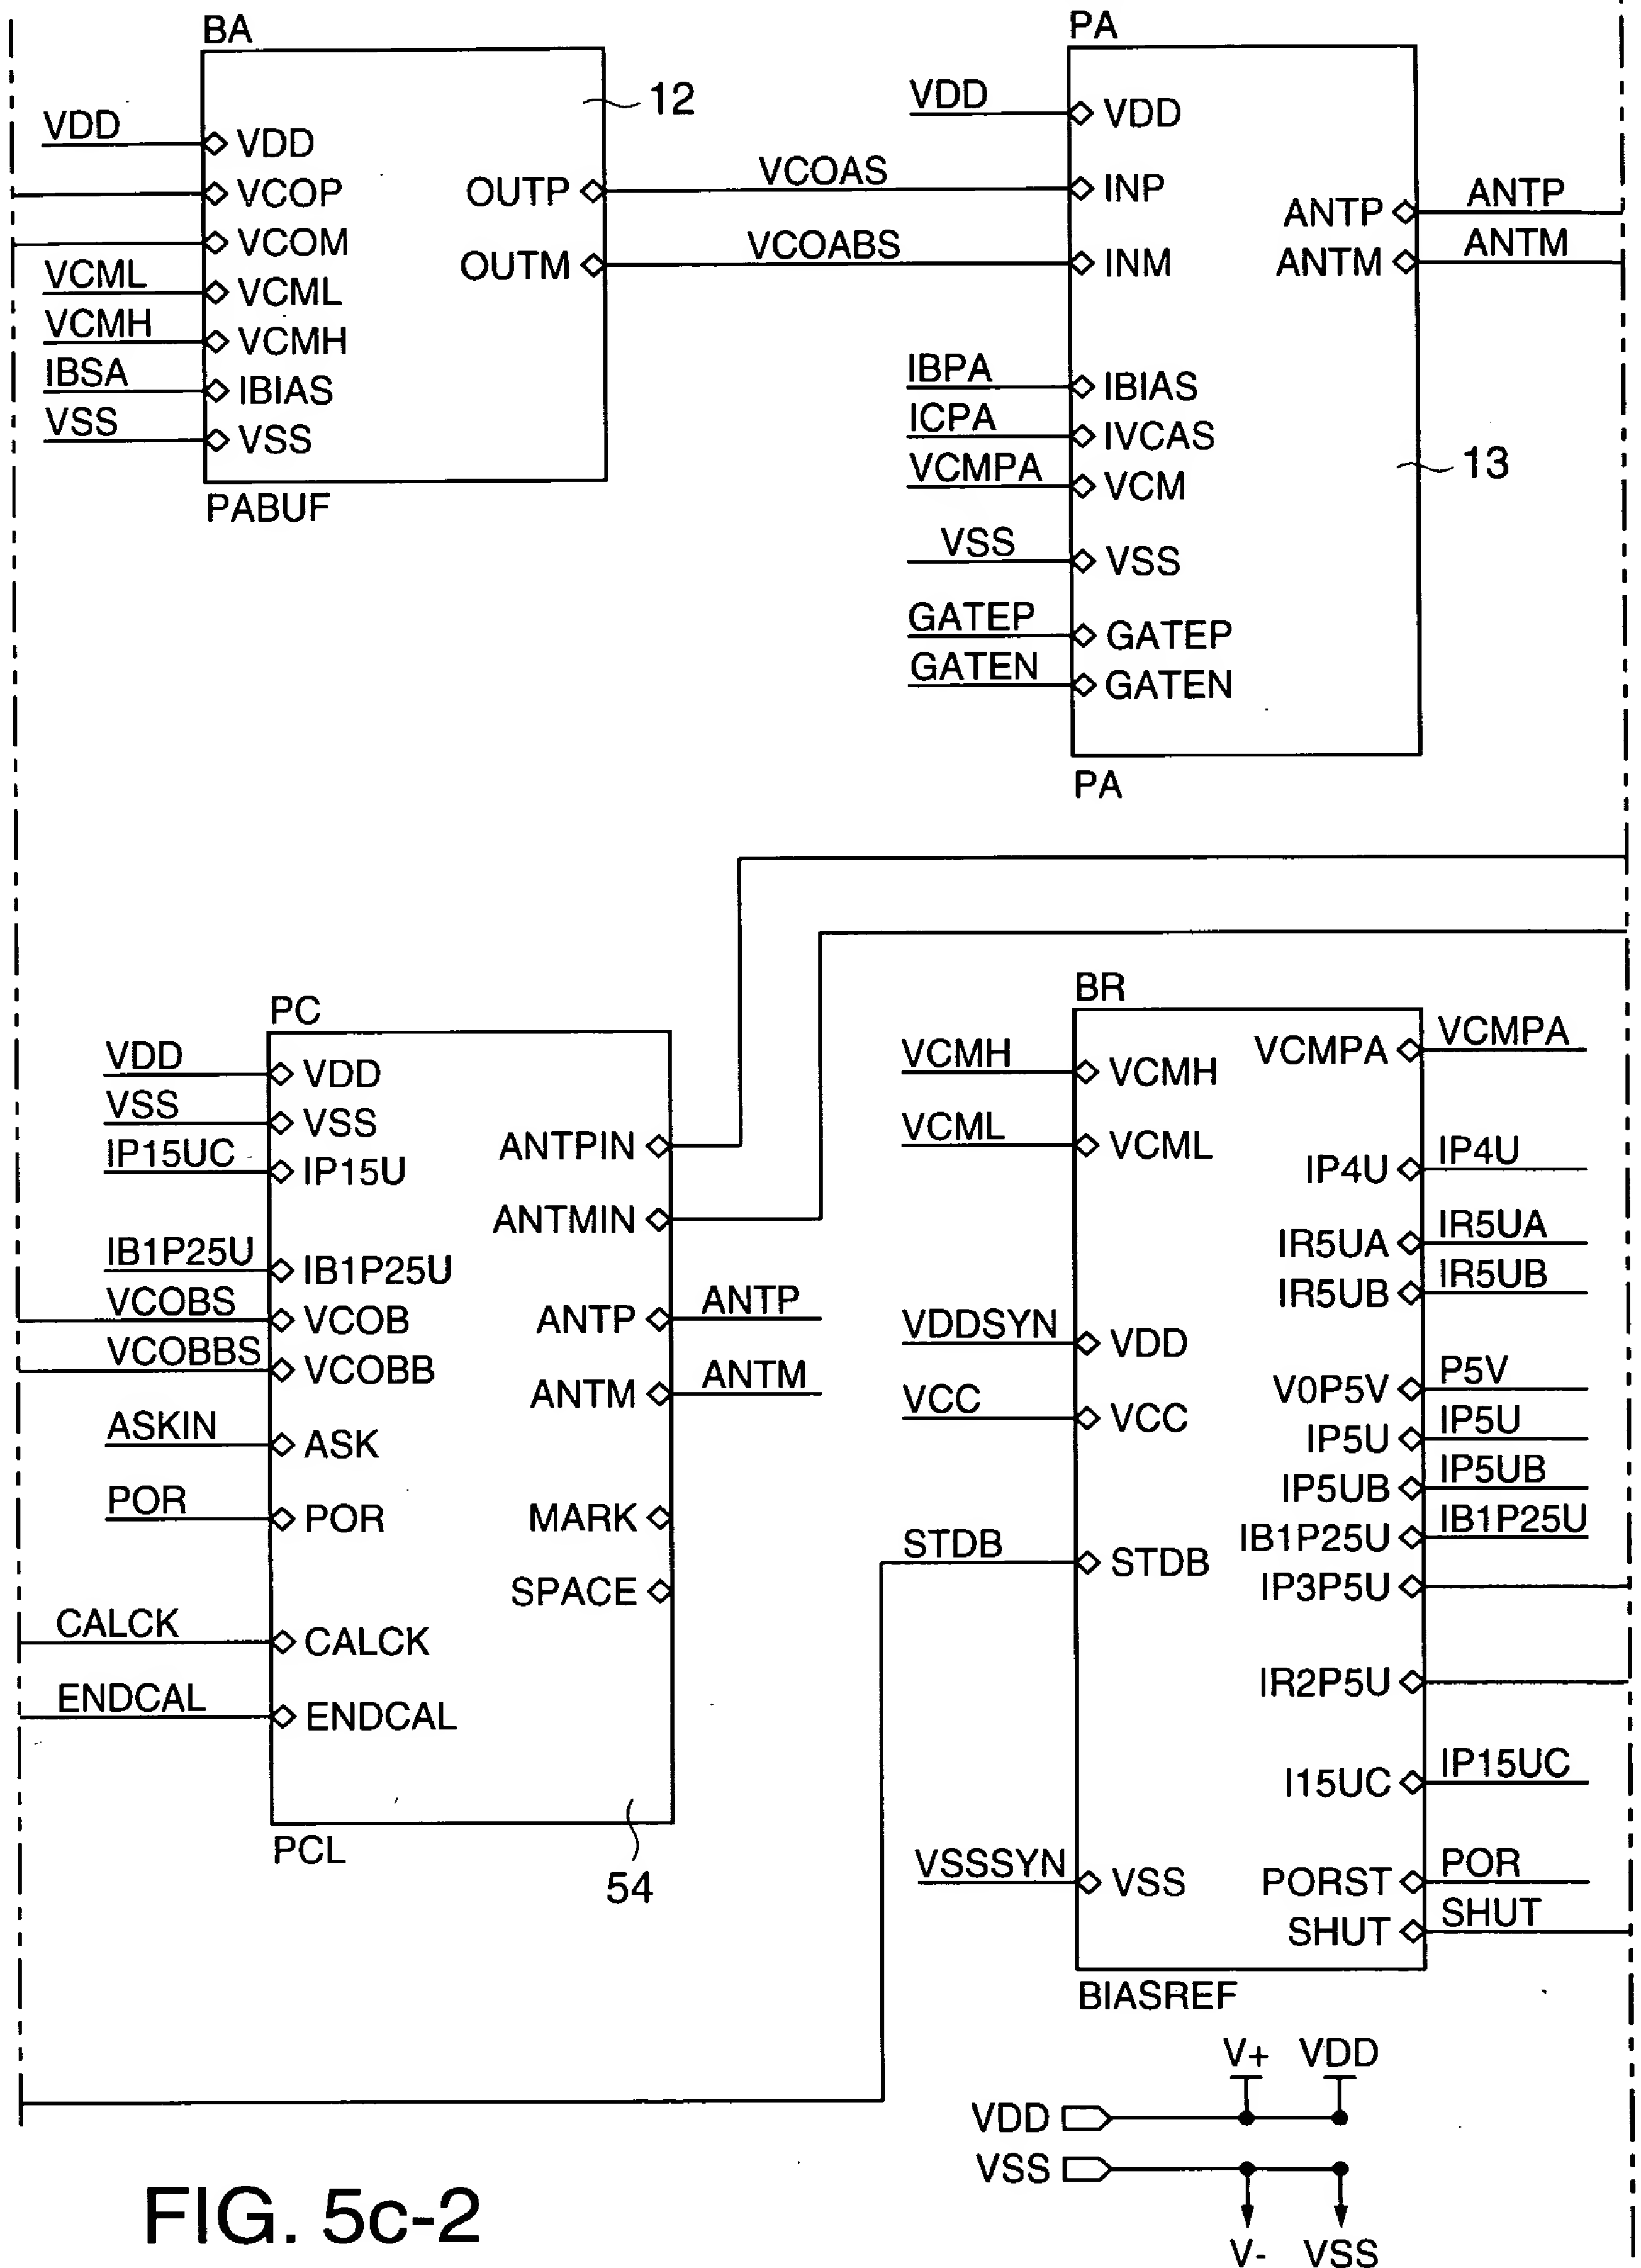 BA
12
VDD
VDD
VCOP
VCOM
VCML
VCML
VCMH
VCMH
IBSA
IBIAS
VSS
VSS
OUTP
OUTM
PABUF
VCOAS
VCOABS
PA
VDD
VDD
INP
INM
IBPA
IBIAS
ICPA
IVCAS
VCMPA
VCM
VSS
VSS
GATEP
GATEP
GATEN
GATEN
ANTP
ANTP
ANTM
ANTM
13
PA
PC
VDD
VDD
VSS
VSS
IP15UC
IP15U
IB1P25U
IB1P25U
VCOBS
VCOB
VCOBBS
VCOBB
ASKIN
ASK
POR
POR
CALCK
CALCK
ENDCAL
ENDCAL
ANTPIN
ANTMIN
ANTP
ANTP
ANTM
ANTM
MARK
SPACE
PCL
54
BR
VCMH
VCMH
VCML
VCML
VDDSYN
VDD
VCC
VCC
STDB
STDB
VSSSYN
VSS
VCMPA
VCMPA
IP4U
IP4U
IR5UA
IR5UA
IR5UB
IR5UB
V0P5V
P5V
IP5U
IP5U
IP5UB
IP5UB
IB1P25U
IB1P25U
IP3P5U
IR2P5U
I15UC
IP15UC
PORST
POR
SHUT
SHUT
BIASREF
V+ VDD
VDD
VSS
V- VSS
FIG. 5c-2